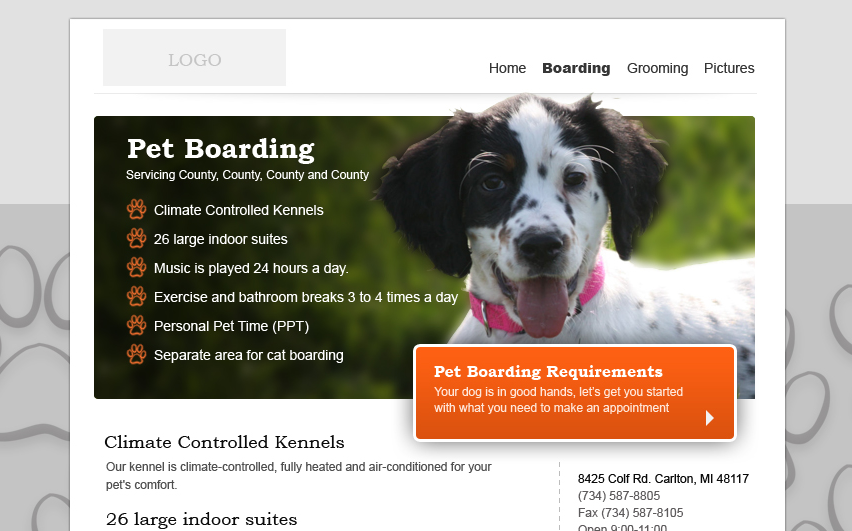 LOGO
Home Boarding Grooming Pictures
Pet Boarding
Servicing County, County, County and County
Climate Controlled Kennels
26 large indoor suites
Music is played 24 hours a day.
Exercise and bathroom breaks 3 to 4 times a day
Personal Pet Time (PPT)
Separate area for cat boarding
Pet Boarding Requirements
Your dog is in good hands, let's get you started
with what you need to make an appointment
Climate Controlled Kennels
Our kennel is climate-controlled, fully heated and air-conditioned for your
pet's comfort.
26 large indoor suites
8425 Colf Rd. Carlton, MI 48117
(734) 587-8805
Fax (734) 587-8105
Open 9:00-11:00